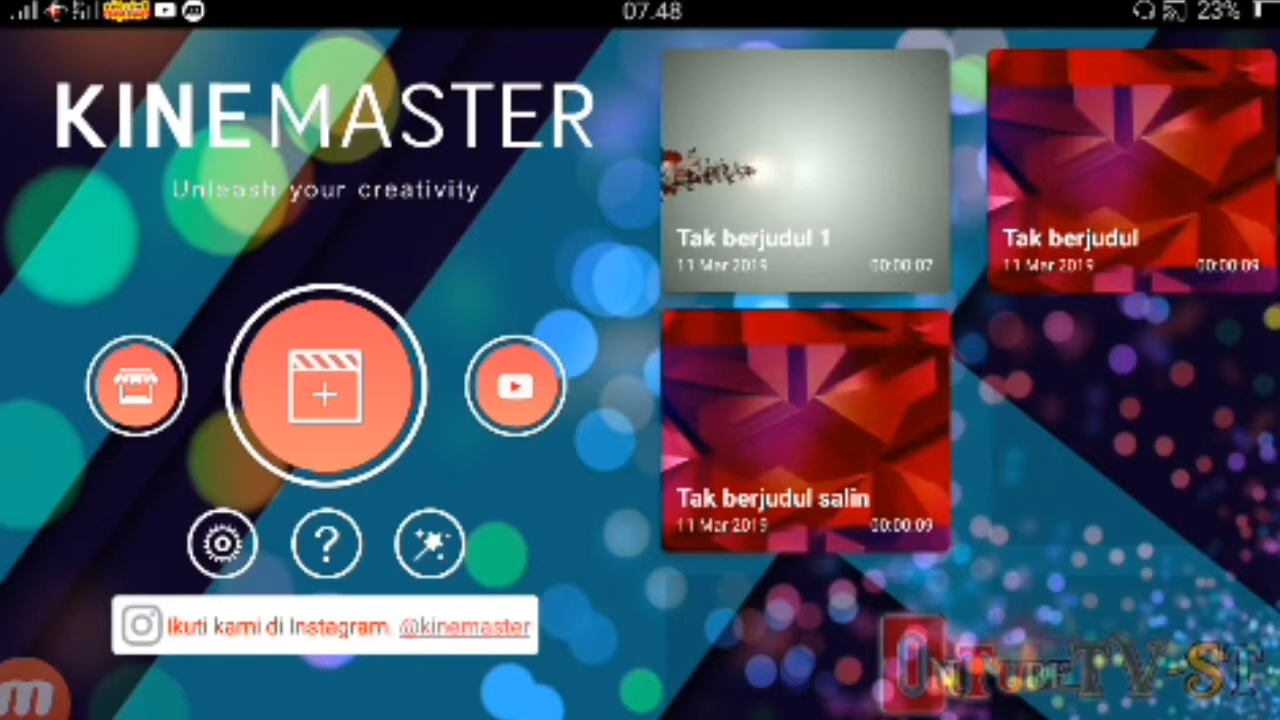 07.48
23%
KINEMASTER
Unleash your creativity
Tak berjudul 1
11 Mar 2019
00:00:07
Tak berjudul
11 Mar 2019
00:00:09
Tak berjudul salin
11 Mar 2019
00:00:09
Ikuti kami di Instagram. @kinemaster
OnTubeTV-ST